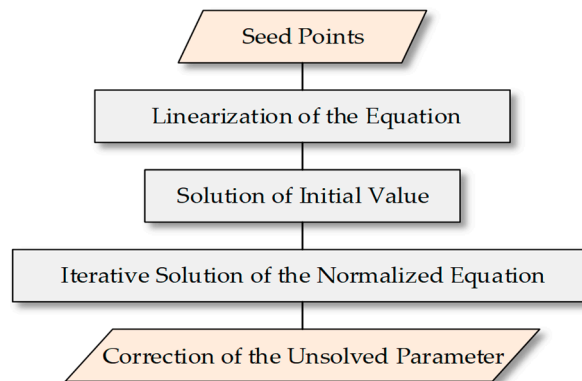 Seed Points
Linearization of the Equation
Solution of Initial Value
Iterative Solution of the Normalized Equation
Correction of the Unsolved Parameter